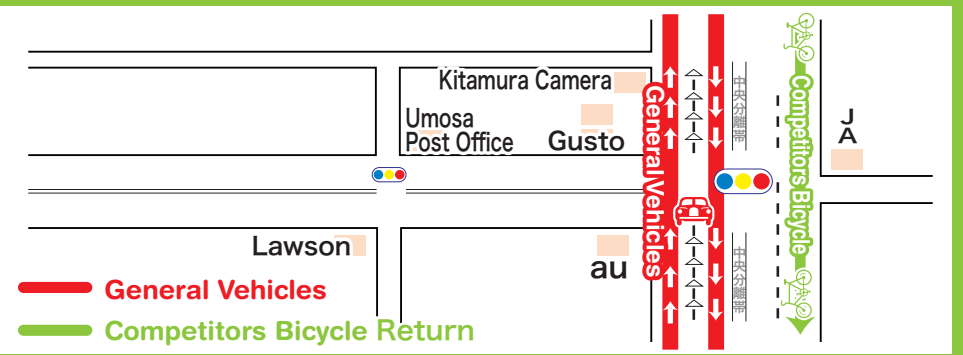 Kitamura Camera
Umosa
Post Office
Gusto
General Vehicles
中央分離帯
Competitors Bicycle
J
A
Lawson
au
中央分離帯
General Vehicles
Competitors Bicycle Return